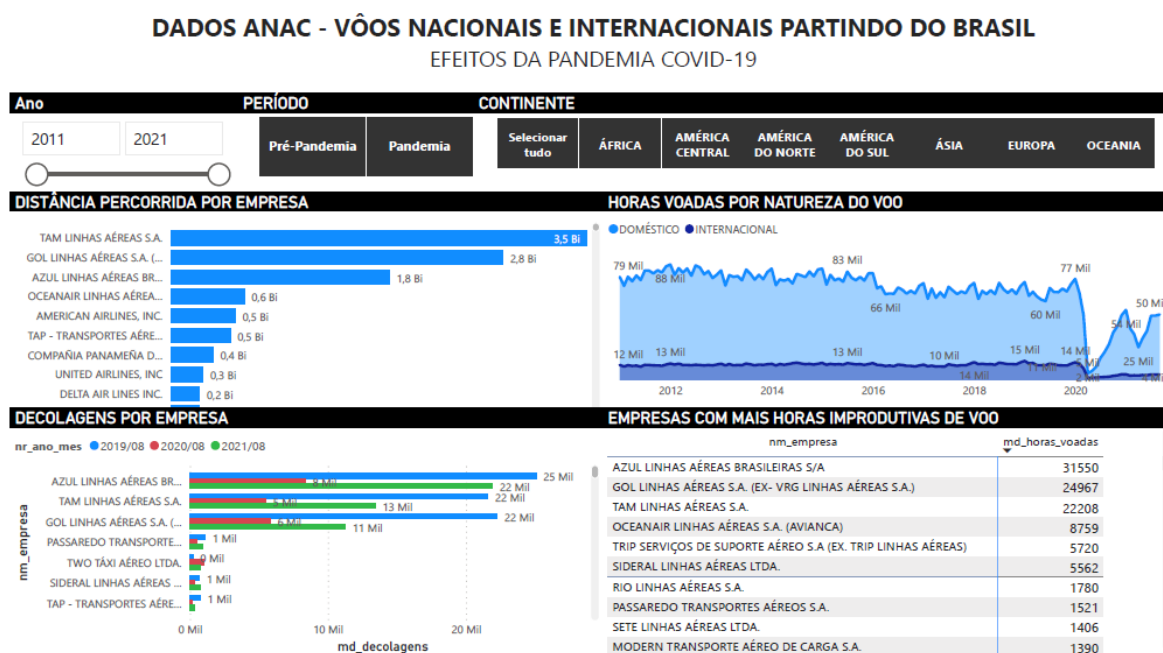 DADOS ANAC - VÔOS NACIONAIS E INTERNACIONAIS PARTINDO DO BRASIL
EFEITOS DA PANDEMIA COVID-19
Ano
2011
2021
PERÍODO
Pré-Pandemia
Pandemia
CONTINENTE
Selecionar
tudo
ÁFRICA
AMÉRICA
CENTRAL
AMÉRICA
DO NORTE
AMÉRICA
DO SUL
ÁSIA
EUROPA
OCEANIA
DISTÂNCIA PERCORRIDA POR EMPRESA
TAM LINHAS AÉREAS S.A. 3,5 Bi
GOL LINHAS AÉREAS S.A. (... 2,8 Bi
AZUL LINHAS AÉREAS BR... 1,8 Bi
OCEANAIR LINHAS AÉREA... 0,6 Bi
AMERICAN AIRLINES, INC. 0,5 Bi
TAP - TRANSPORTES AÉRE... 0,5 Bi
COMPAÑIA PANAMEÑA D... 0,4 Bi
UNITED AIRLINES, INC 0,3 Bi
DELTA AIR LINES INC. 0,2 Bi
HORAS VOADAS POR NATUREZA DO VOO
DOMÉSTICO INTERNACIONAL
79 Mil
88 Mil
83 Mil
66 Mil
60 Mil
77 Mil
54 Mil
50 Mi
12 Mil
13 Mil
13 Mil
10 Mil
14 Mil
15 Mil
11 Mil
14 Mil
2 Mil
25 Mil
4 Mil
2012 2014 2016 2018 2020
DECOLAGENS POR EMPRESA
nr_ano_mes 2019/08 2020/08 2021/08
nm_empresa
AZUL LINHAS AÉREAS BR... 25 Mil 8 Mil 22 Mil
TAM LINHAS AÉREAS S.A. 22 Mil 5 Mil 13 Mil
GOL LINHAS AÉREAS S.A. (... 22 Mil 6 Mil 11 Mil
PASSAREDO TRANSPORTE... 1 Mil
TWO TÁXI AÉREO LTDA. 0 Mil
SIDERAL LINHAS AÉREAS ... 1 Mil
TAP - TRANSPORTES AÉRE... 1 Mil
0 Mil 10 Mil 20 Mil
md_decolagens
EMPRESAS COM MAIS HORAS IMPRODUTIVAS DE VOO
nm_empresa md_horas_voadas
AZUL LINHAS AÉREAS BRASILEIRAS S/A 31550
GOL LINHAS AÉREAS S.A. (EX- VRG LINHAS AÉREAS S.A.) 24967
TAM LINHAS AÉREAS S.A. 22208
OCEANAIR LINHAS AÉREAS S.A. (AVIANCA) 8759
TRIP SERVIÇOS DE SUPORTE AÉREO S.A (EX. TRIP LINHAS AÉREAS) 5720
SIDERAL LINHAS AÉREAS LTDA. 5562
RIO LINHAS AÉREAS S.A. 1780
PASSAREDO TRANSPORTES AÉREOS S.A. 1521
SETE LINHAS AÉREAS LTDA. 1406
MODERN TRANSPORTE AÉREO DE CARGA S.A. 1390